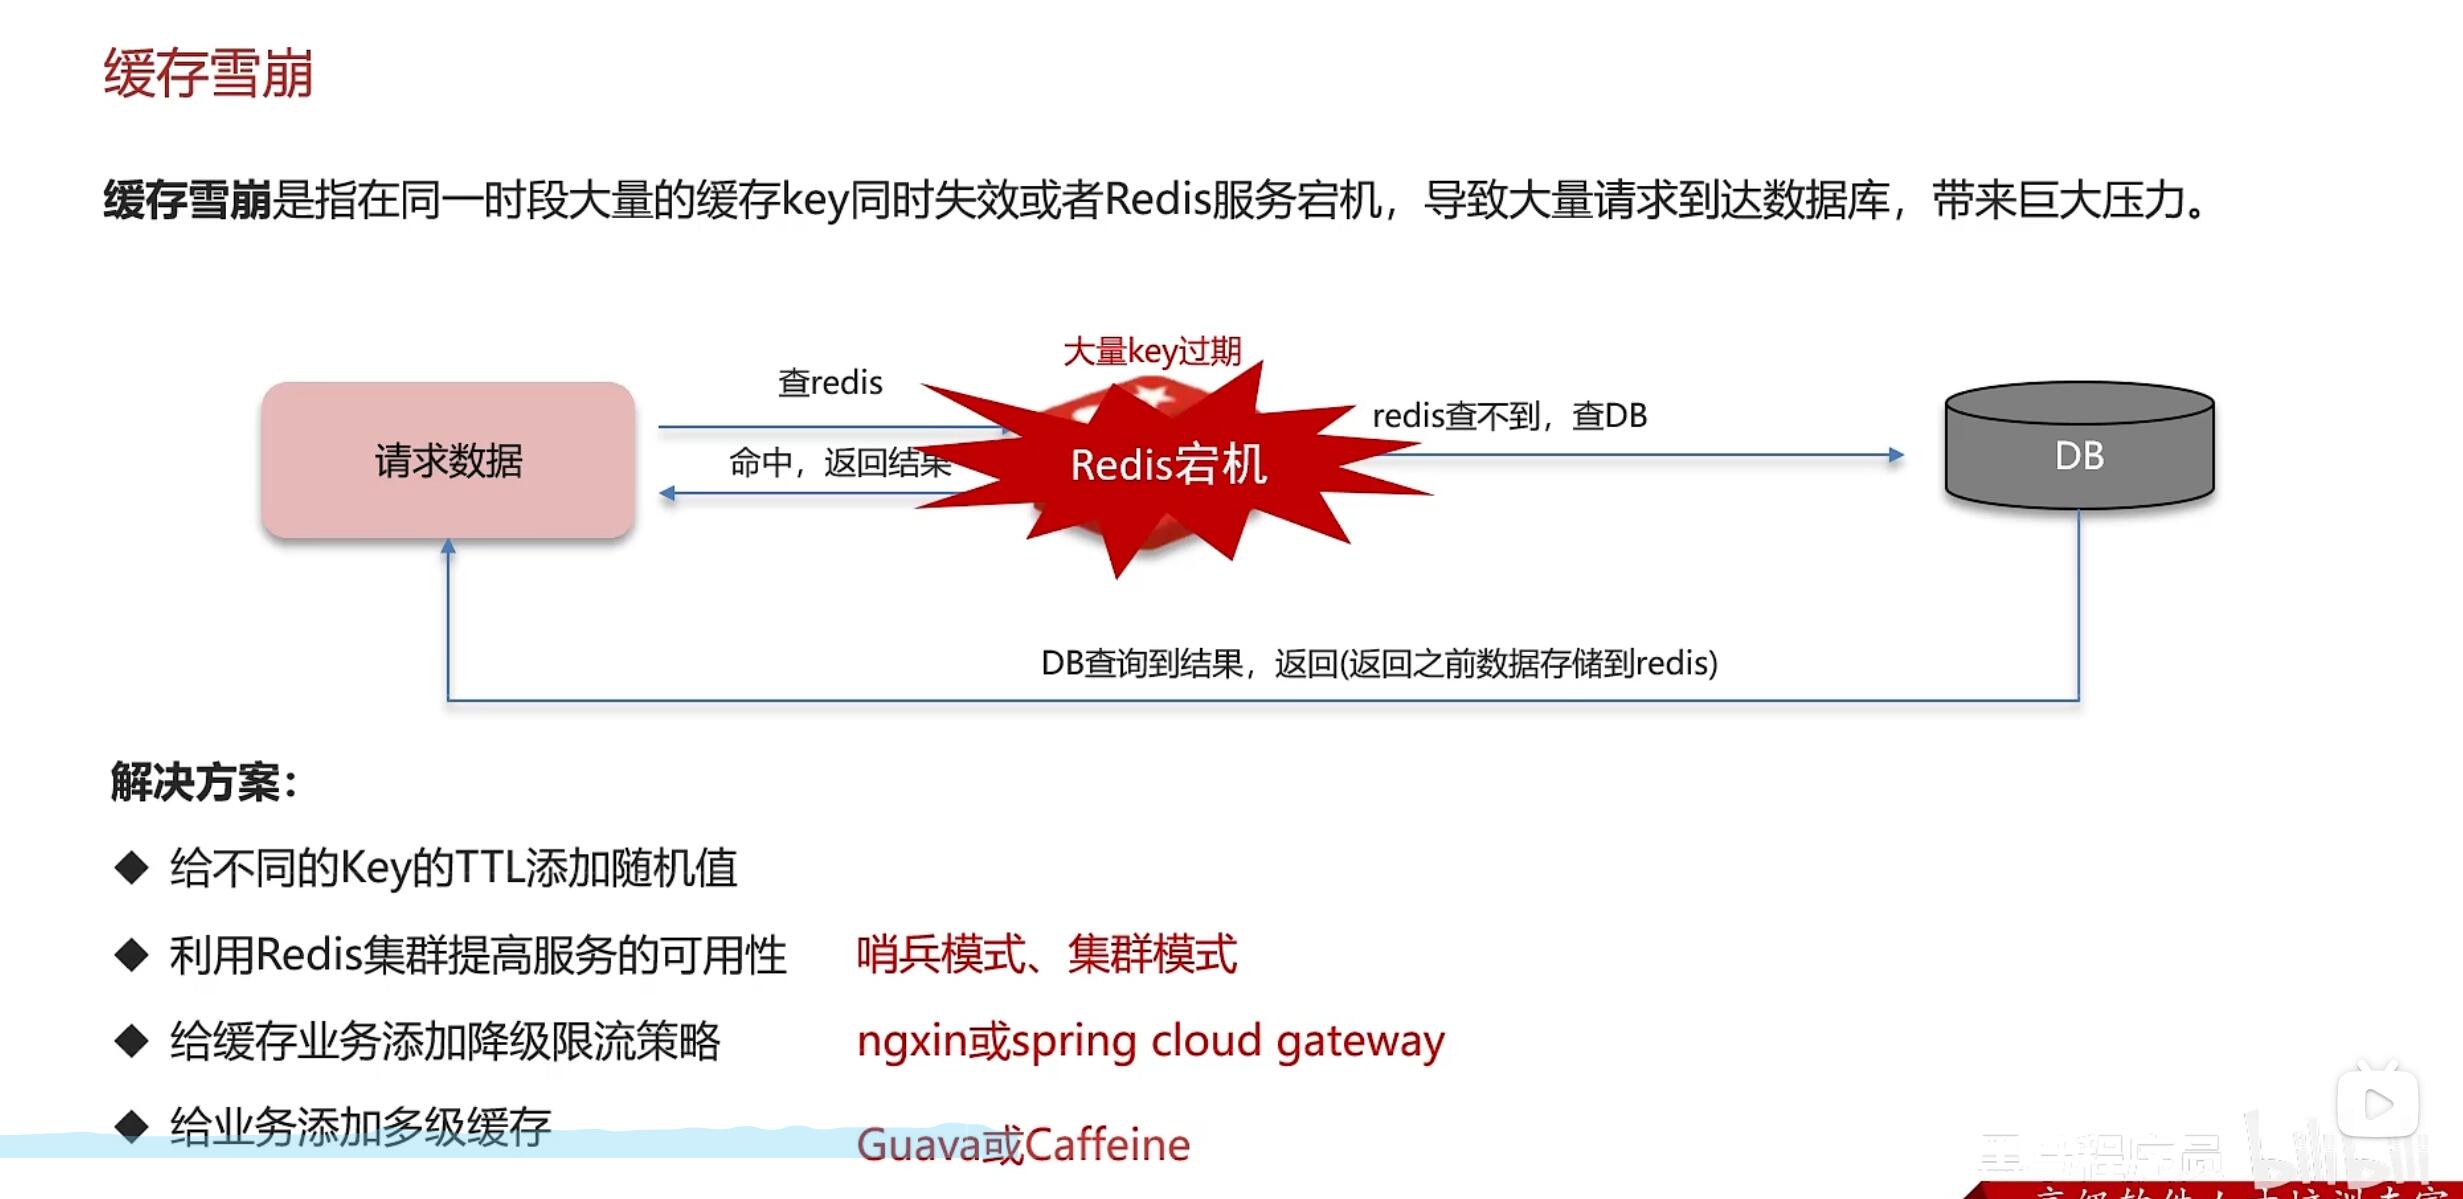 缓存雪崩
缓存雪崩是指在同一时段大量的缓存key同时失效或者Redis服务宕机，导致大量请求到达数据库，带来巨大压力。
大量key过期
查redis
redis查不到，查DB
请求数据
命中，返回结果
Redis宕机
DB
DB查询到结果，返回(返回之前数据存储到redis)
解决方案：
给不同的Key的TTL添加随机值
利用Redis集群提高服务的可用性 哨兵模式、集群模式
给缓存业务添加降级限流策略 ngxin或spring cloud gateway
给业务添加多级缓存 Guava或Caffeine
bilibili